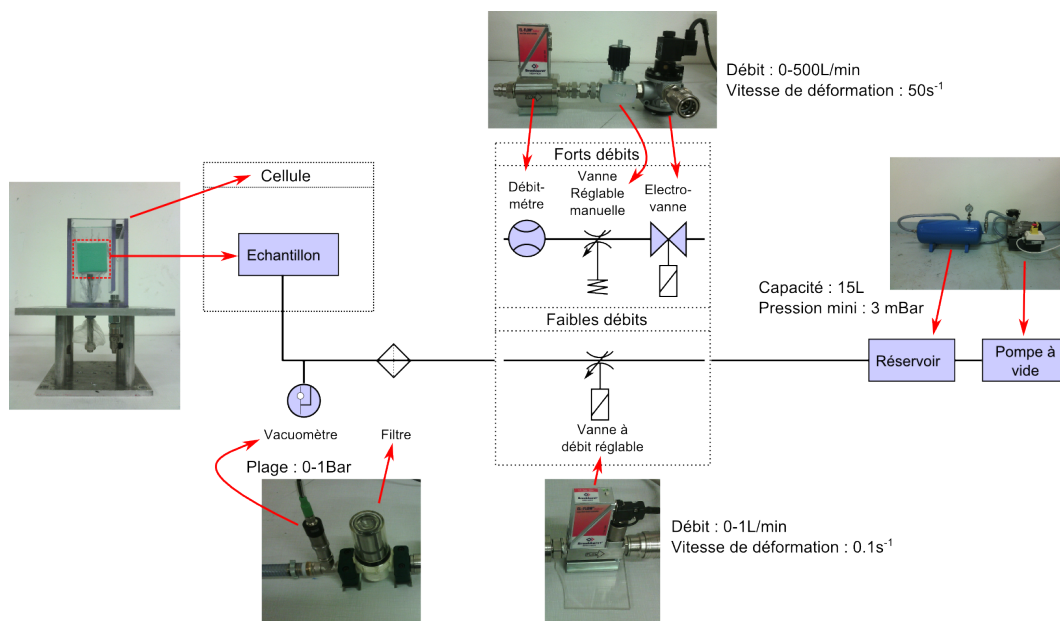 Débit : 0-500L/min
Vitesse de déformation : 50s⁻¹
Forts débits
Cellule
Débit-
métre
Vanne
Réglable
manuelle
Electro-
vanne
Echantillon
Capacité : 15L
Pression mini : 3 mBar
Faibles débits
Réservoir
Pompe à
vide
Vacuomètre
Filtre
Vanne à
débit réglable
Plage : 0-1Bar
Débit : 0-1L/min
Vitesse de déformation : 0.1s⁻¹